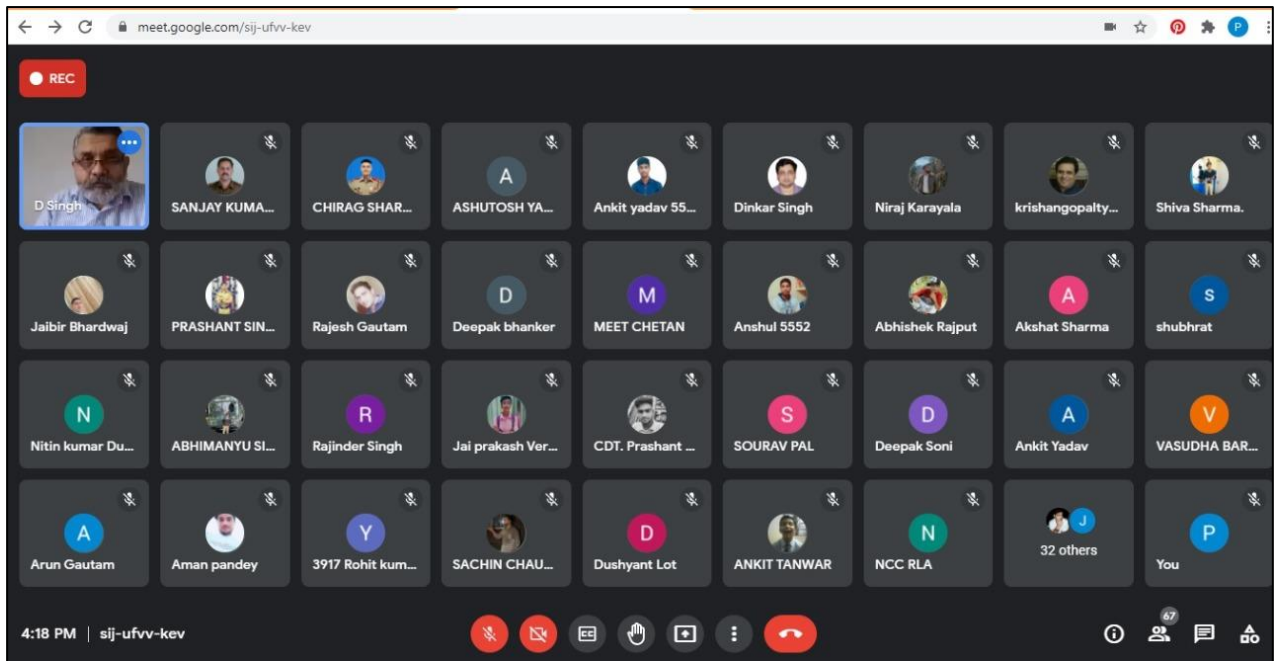 meet.google.com/sij-ufvv-kev
P
REC
D Singh
SANJAY KUMA...
CHIRAG SHAR...
A
ASHUTOSH YA...
Ankit yadav 55...
Dinkar Singh
Niraj Karayala
krishangopalty...
Shiva Sharma.
Jaibir Bhardwaj
PRASHANT SIN...
Rajesh Gautam
D
Deepak bhanker
M
MEET CHETAN
Anshul 5552
Abhishek Rajput
A
Akshat Sharma
s
shubhrat
N
Nitin kumar Du...
ABHIMANYU SI...
R
Rajinder Singh
Jai prakash Ver...
CDT. Prashant ...
S
SOURAV PAL
D
Deepak Soni
A
Ankit Yadav
V
VASUDHA BAR...
A
Arun Gautam
Aman pandey
Y
3917 Rohit kum...
SACHIN CHAU...
D
Dushyant Lot
ANKIT TANWAR
N
NCC RLA
J
32 others
P
You
4:18 PM | sij-ufvv-kev
CC
67